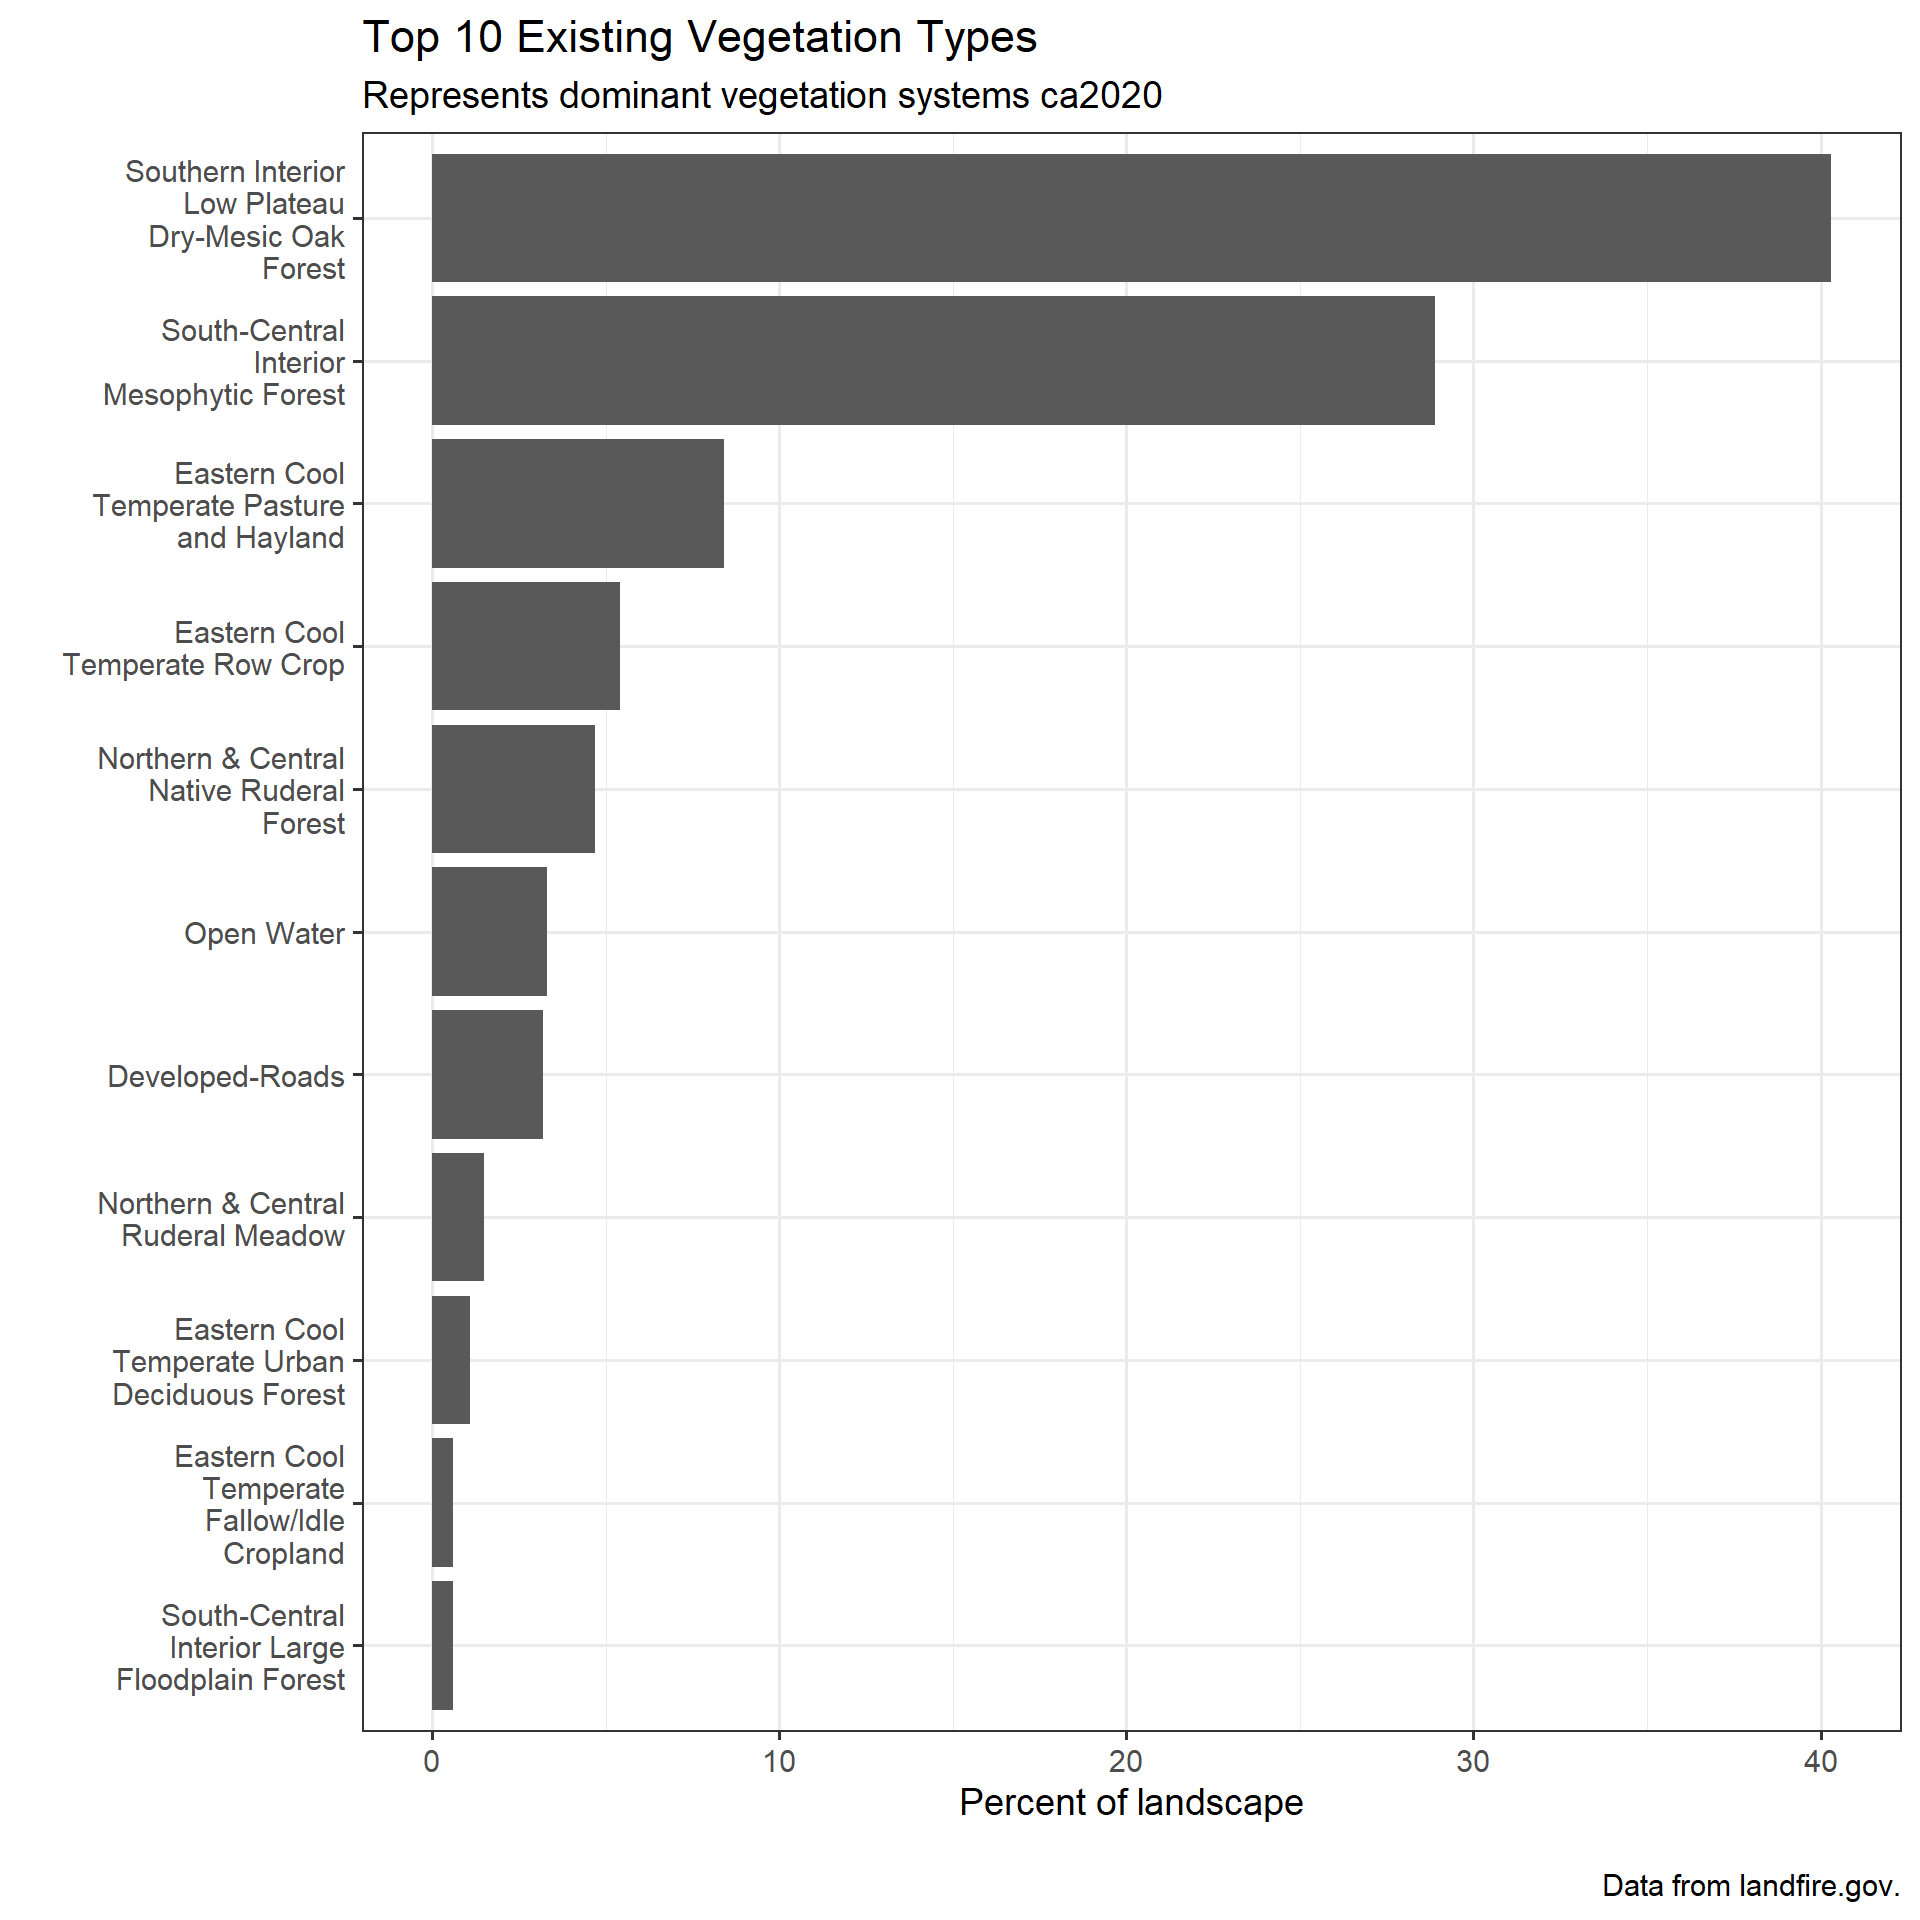 Top 10 Existing Vegetation Types
Represents dominant vegetation systems ca2020
Southern Interior
Low Plateau
Dry-Mesic Oak
Forest
South-Central
Interior
Mesophytic Forest
Eastern Cool
Temperate Pasture
and Hayland
Eastern Cool
Temperate Row Crop
Northern & Central
Native Ruderal
Forest
Open Water
Developed-Roads
Northern & Central
Ruderal Meadow
Eastern Cool
Temperate Urban
Deciduous Forest
Eastern Cool
Temperate
Fallow/Idle
Cropland
South-Central
Interior Large
Floodplain Forest
0 10 20 30 40
Percent of landscape
Data from landfire.gov.